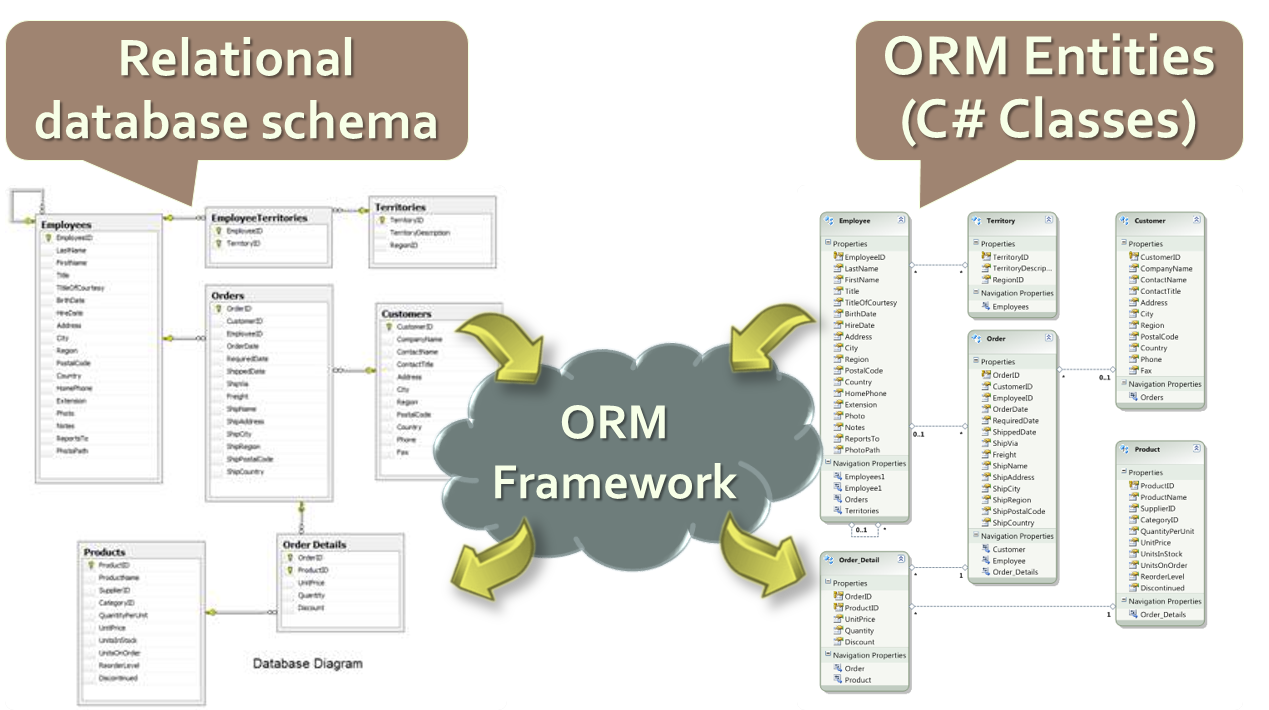 Relational
database schema
ORM Entities
(C# Classes)
Employees
EmployeeID
LastName
FirstName
Title
TitleOfCourtesy
BirthDate
HireDate
Address
City
Region
PostalCode
Country
HomePhone
Extension
Photo
Notes
ReportsTo
PhotoPath
EmployeeTerritories
EmployeeID
TerritoryID
Territories
TerritoryID
TerritoryDescription
RegionID
Orders
OrderID
CustomerID
EmployeeID
OrderDate
RequiredDate
ShippedDate
ShipVia
Freight
ShipName
ShipAddress
ShipCity
ShipRegion
ShipPostalCode
ShipCountry
Customers
CustomerID
CompanyName
ContactName
ContactTitle
Address
City
Region
PostalCode
Country
Phone
Fax
Products
ProductID
ProductName
SupplierID
CategoryID
QuantityPerUnit
UnitPrice
UnitsInStock
UnitsOnOrder
ReorderLevel
Discontinued
Order Details
OrderID
ProductID
UnitPrice
Quantity
Discount
Database Diagram
ORM
Framework
Employee
Properties
EmployeeID
LastName
FirstName
Title
TitleOfCourtesy
BirthDate
HireDate
Address
City
Region
PostalCode
Country
HomePhone
Extension
Photo
Notes
ReportsTo
PhotoPath
Navigation Properties
Employees1
Employee1
Orders
Territories
0..1 *
* *
0..1 *
Territory
Properties
TerritoryID
TerritoryDescrip...
RegionID
Navigation Properties
Employees
Order
Properties
OrderID
CustomerID
EmployeeID
OrderDate
RequiredDate
ShippedDate
ShipVia
Freight
ShipName
ShipAddress
ShipCity
ShipRegion
ShipPostalCode
ShipCountry
Navigation Properties
Customer
Employee
Order_Details
* 0..1
Customer
Properties
CustomerID
CompanyName
ContactName
ContactTitle
Address
City
Region
PostalCode
Country
Phone
Fax
Navigation Properties
Orders
Product
Properties
ProductID
ProductName
SupplierID
CategoryID
QuantityPerUnit
UnitPrice
UnitsInStock
UnitsOnOrder
ReorderLevel
Discontinued
Navigation Properties
Order_Details
Order_Detail
Properties
OrderID
ProductID
UnitPrice
Quantity
Discount
Navigation Properties
Order
Product
* 1
* 1